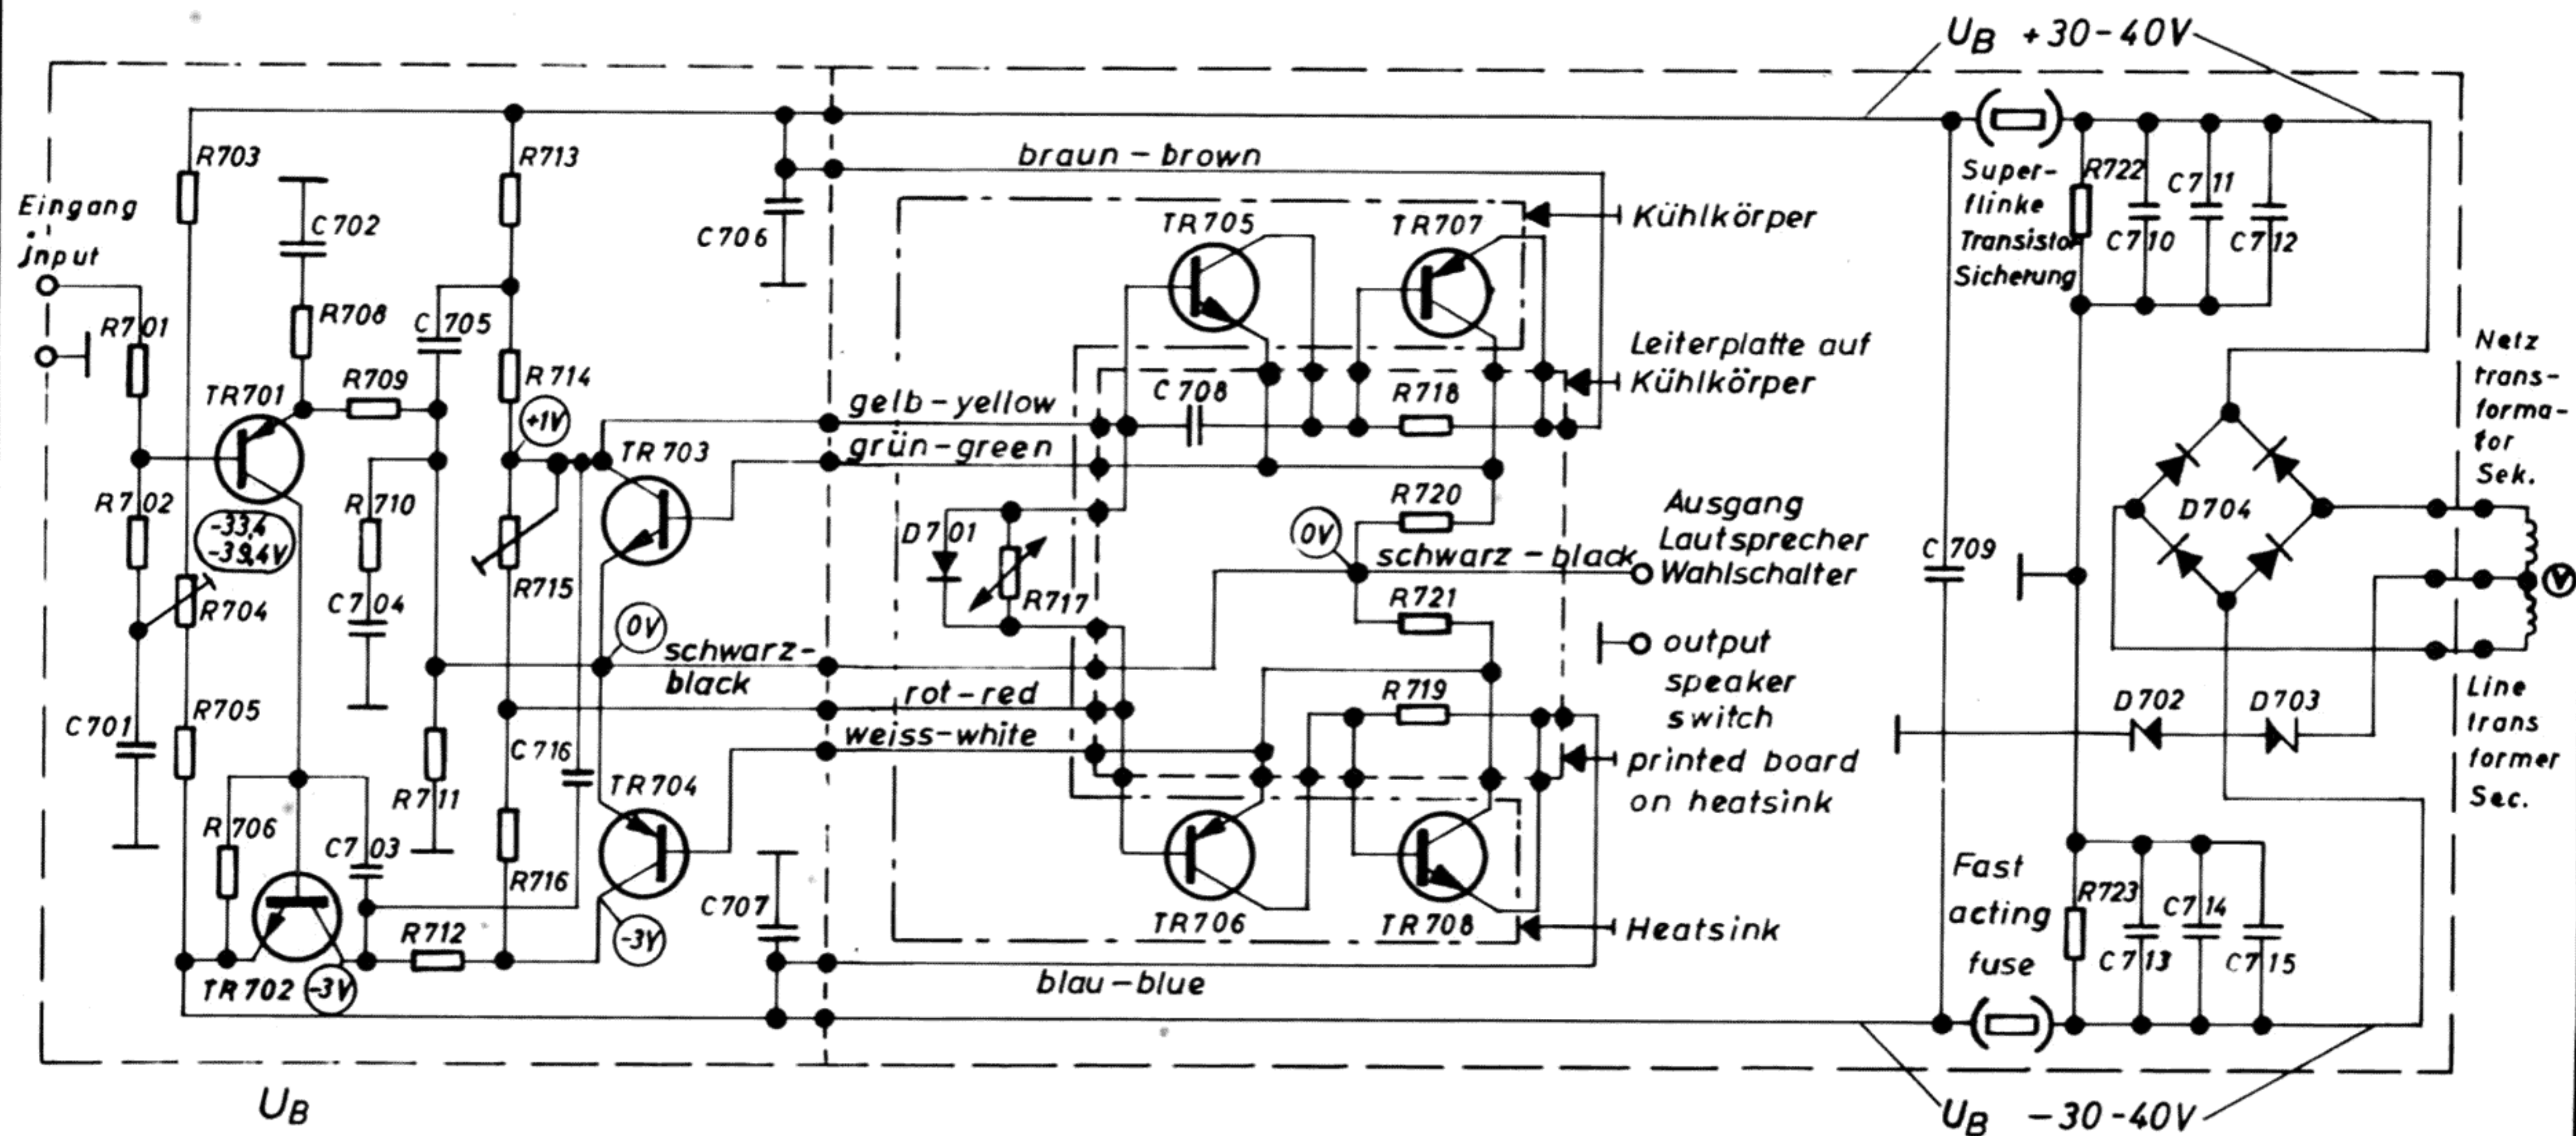 U_B +30-40V
R703
R713
braun-brown
Eingang
input
C702
C706
TR705
TR707
Kühlkörper
Super-
flinke
Transistor
Sicherung
R722
C711
C710
C712
R701
R708
C705
TR701
R709
R714
+1V
gelb-yellow
C708
R718
Leiterplatte auf
Kühlkörper
Netz
trans-
forma-
tor
Sek.
TR703
grün-green
R702
-33,4
-39,4V
R710
R720
0V
D701
schwarz-black
Ausgang
Lautsprecher
Wahlschalter
C709
D704
R704
R715
C704
R717
R721
0V
schwarz-
black
output
speaker
switch
rot-red
R719
D702
D703
Line
trans
former
Sec.
C701
R705
C716
weiss-white
R711
TR704
printed board
on heatsink
R706
C703
R716
C707
TR706
TR708
Heatsink
Fast
acting
fuse
R723
C714
C713
C715
R712
-3V
TR702
-3V
blau-blue
U_B
U_B -30-40V